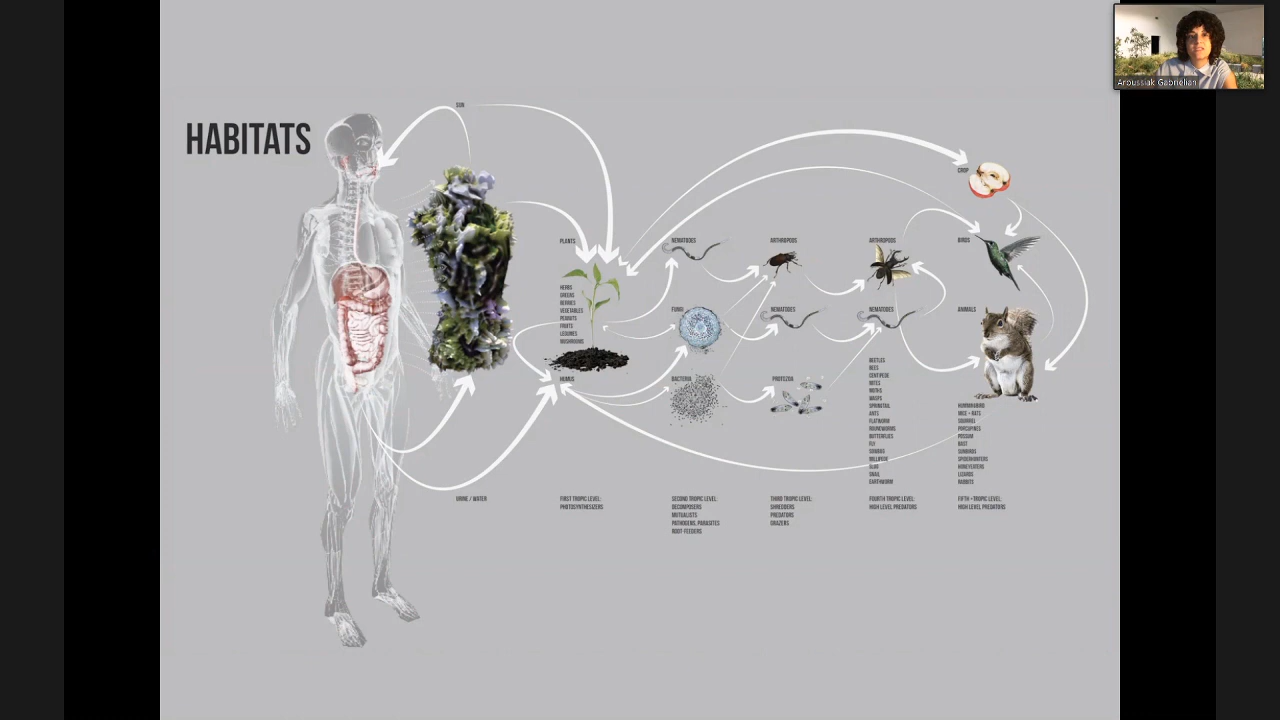 Aroussiak Gabrielian
SUN
HABITATS
CROP
PLANTS
NEMATODES
ARTHROPODS
ARTHROPODS
BIRDS
HERBS
GREENS
BERRIES
VEGETABLES
PEANUTS
FRUITS
LEGUMES
MUSHROOMS
FUNGI
NEMATODES
NEMATODES
ANIMALS
HUMUS
BACTERIA
PROTOZOA
BEETLES
BEES
CENTIPEDE
MITES
MOTHS
WASPS
SPRINGTAIL
ANTS
FLATWORM
ROUNDWORMS
BUTTERFLIES
FLY
MILLIPEDE
SLUG
SNAIL
EARTHWORM
HUMMINGBIRD
MICE + RATS
SQUIRREL
PORCUPINES
POSSUM
SUNBIRDS
SPIDERHUNTERS
HONEYEATERS
LIZARDS
RABBITS
URINE / WATER
FIRST TROPIC LEVEL:
PHOTOSYNTHESIZERS
SECOND TROPIC LEVEL:
DECOMPOSERS
MUTUALISTS
PATHOGENS, PARASITES
ROOT-FEEDERS
THIRD TROPIC LEVEL:
SHREDDERS
PREDATORS
GRAZERS
FOURTH TROPIC LEVEL:
HIGH LEVEL PREDATORS
FIFTH + TROPIC LEVEL:
HIGH LEVEL PREDATORS